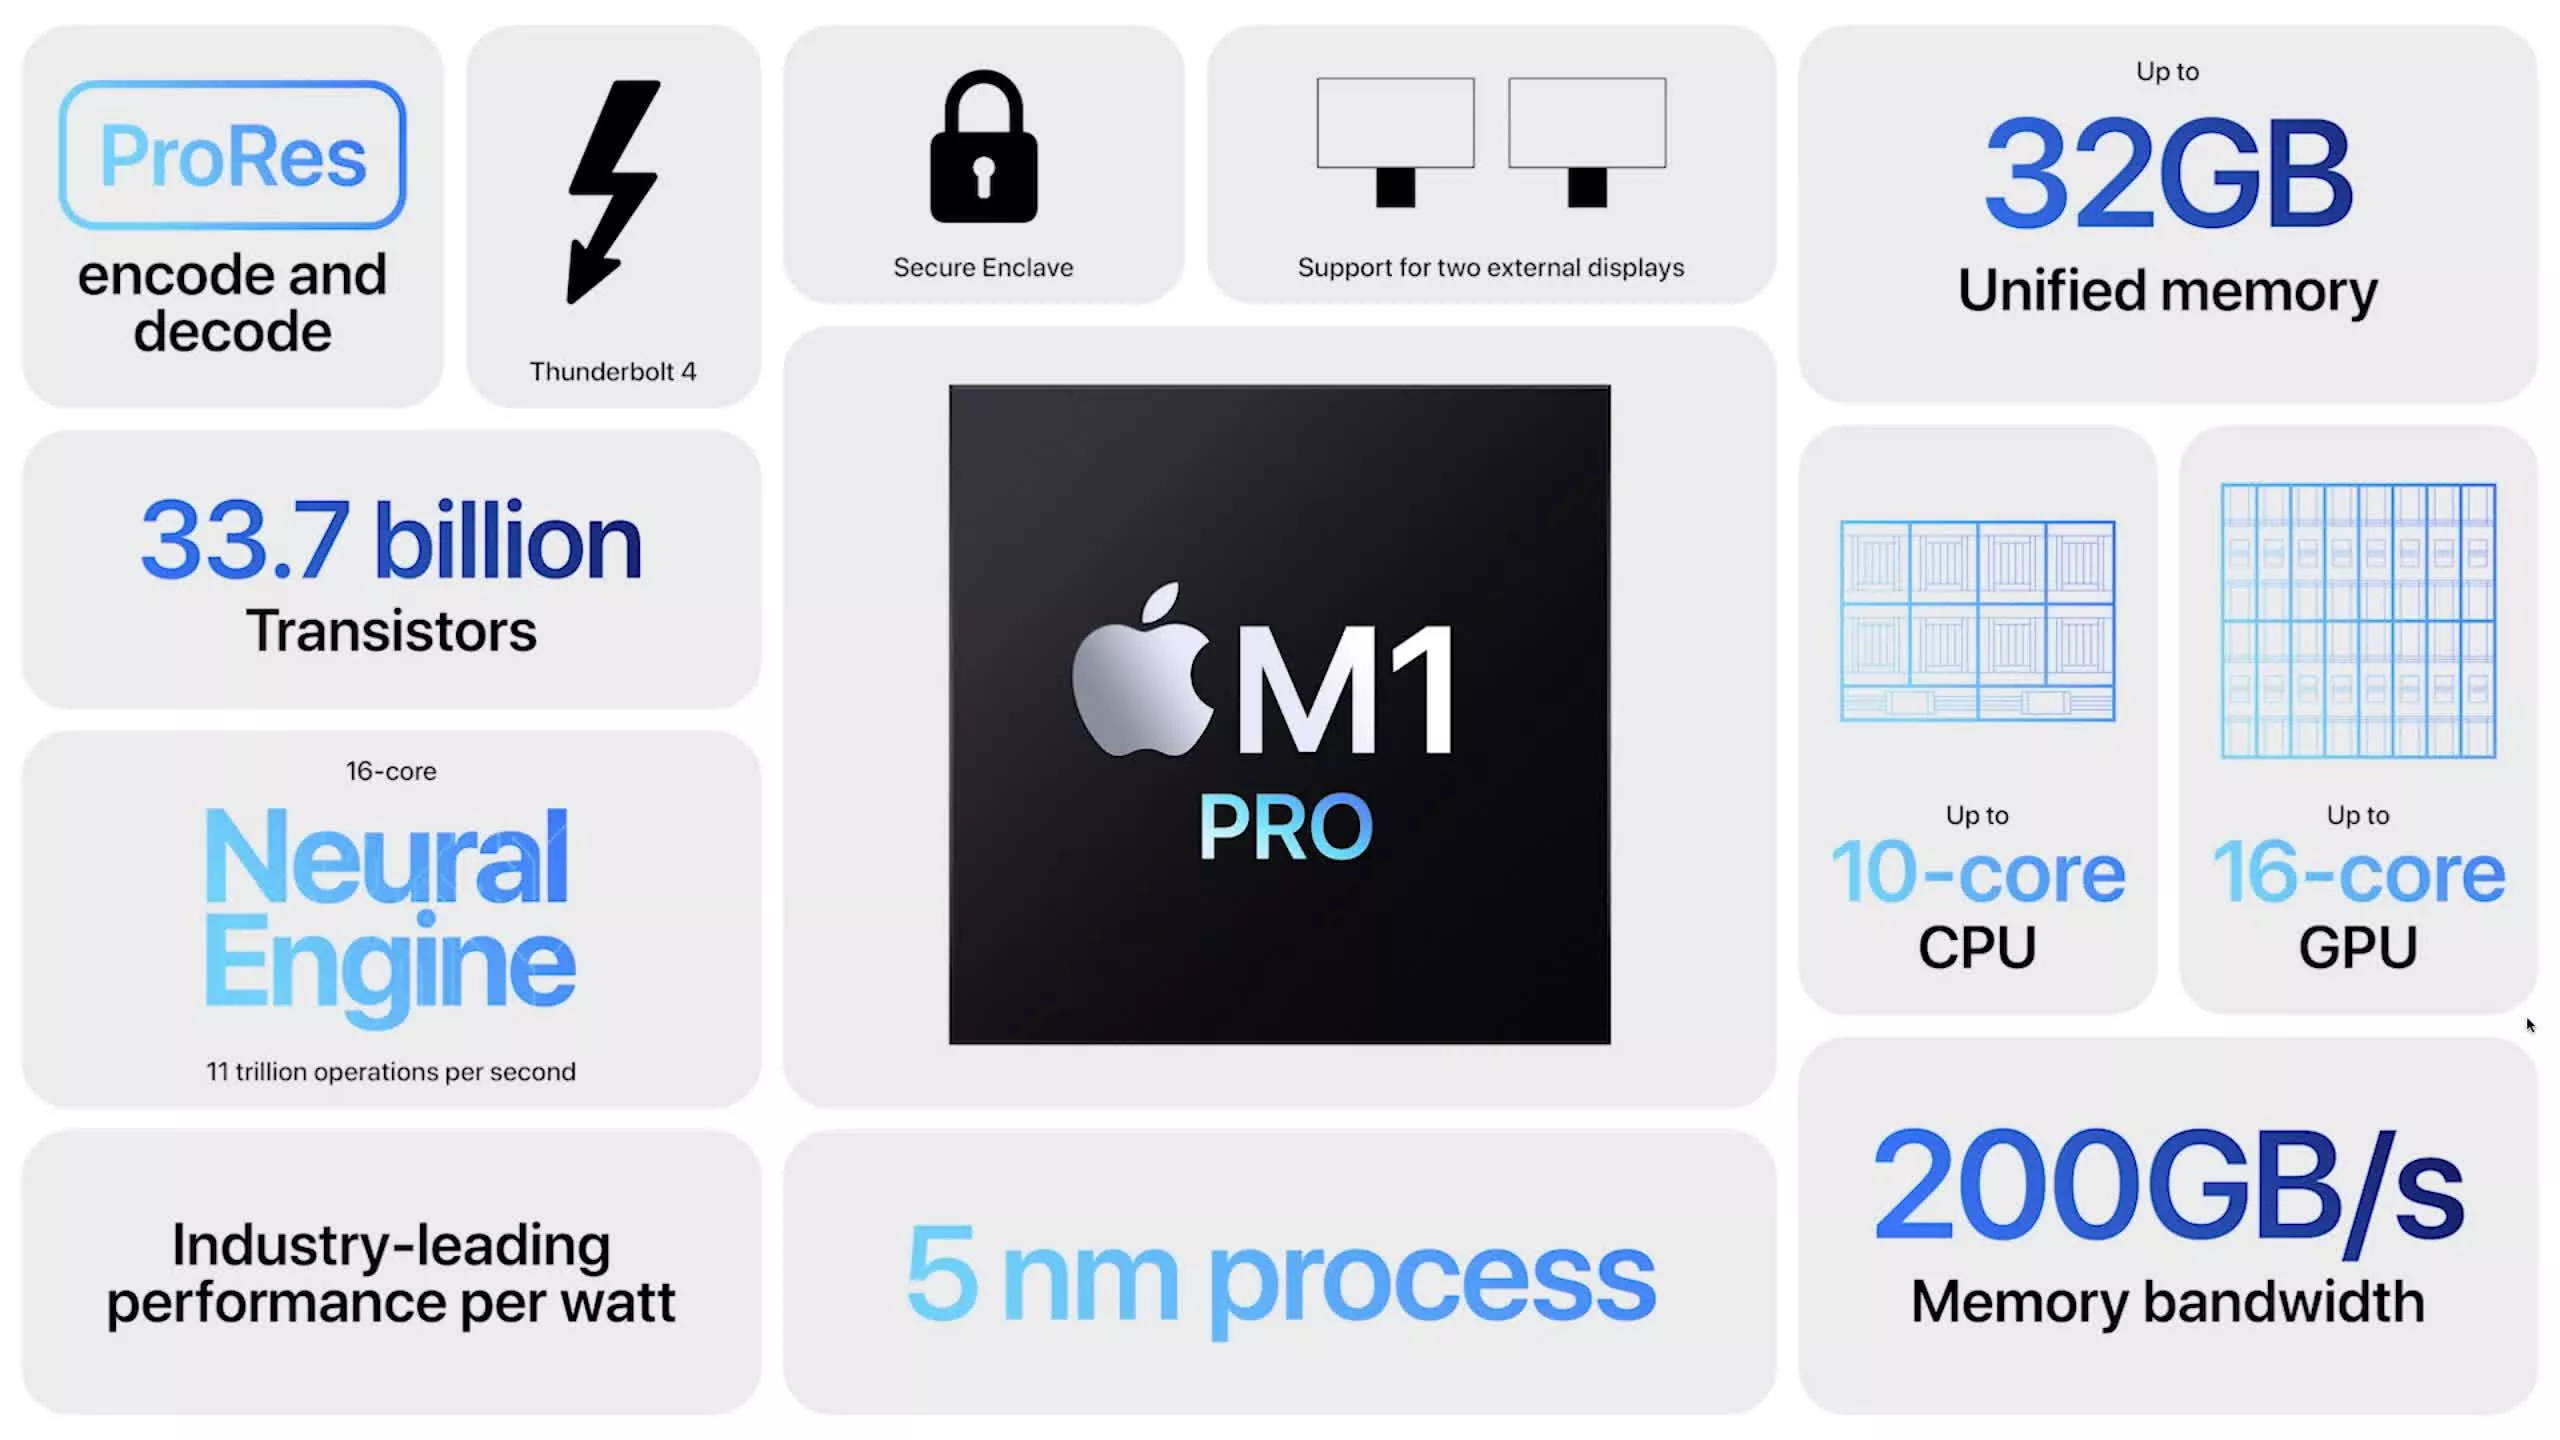 ProRes
encode and
decode
Thunderbolt 4
Secure Enclave
Support for two external displays
Up to
32GB
Unified memory
33.7 billion
Transistors
M1
PRO
Up to
10-core
CPU
Up to
16-core
GPU
16-core
Neural
Engine
11 trillion operations per second
Industry-leading
performance per watt
5 nm process
200GB/s
Memory bandwidth